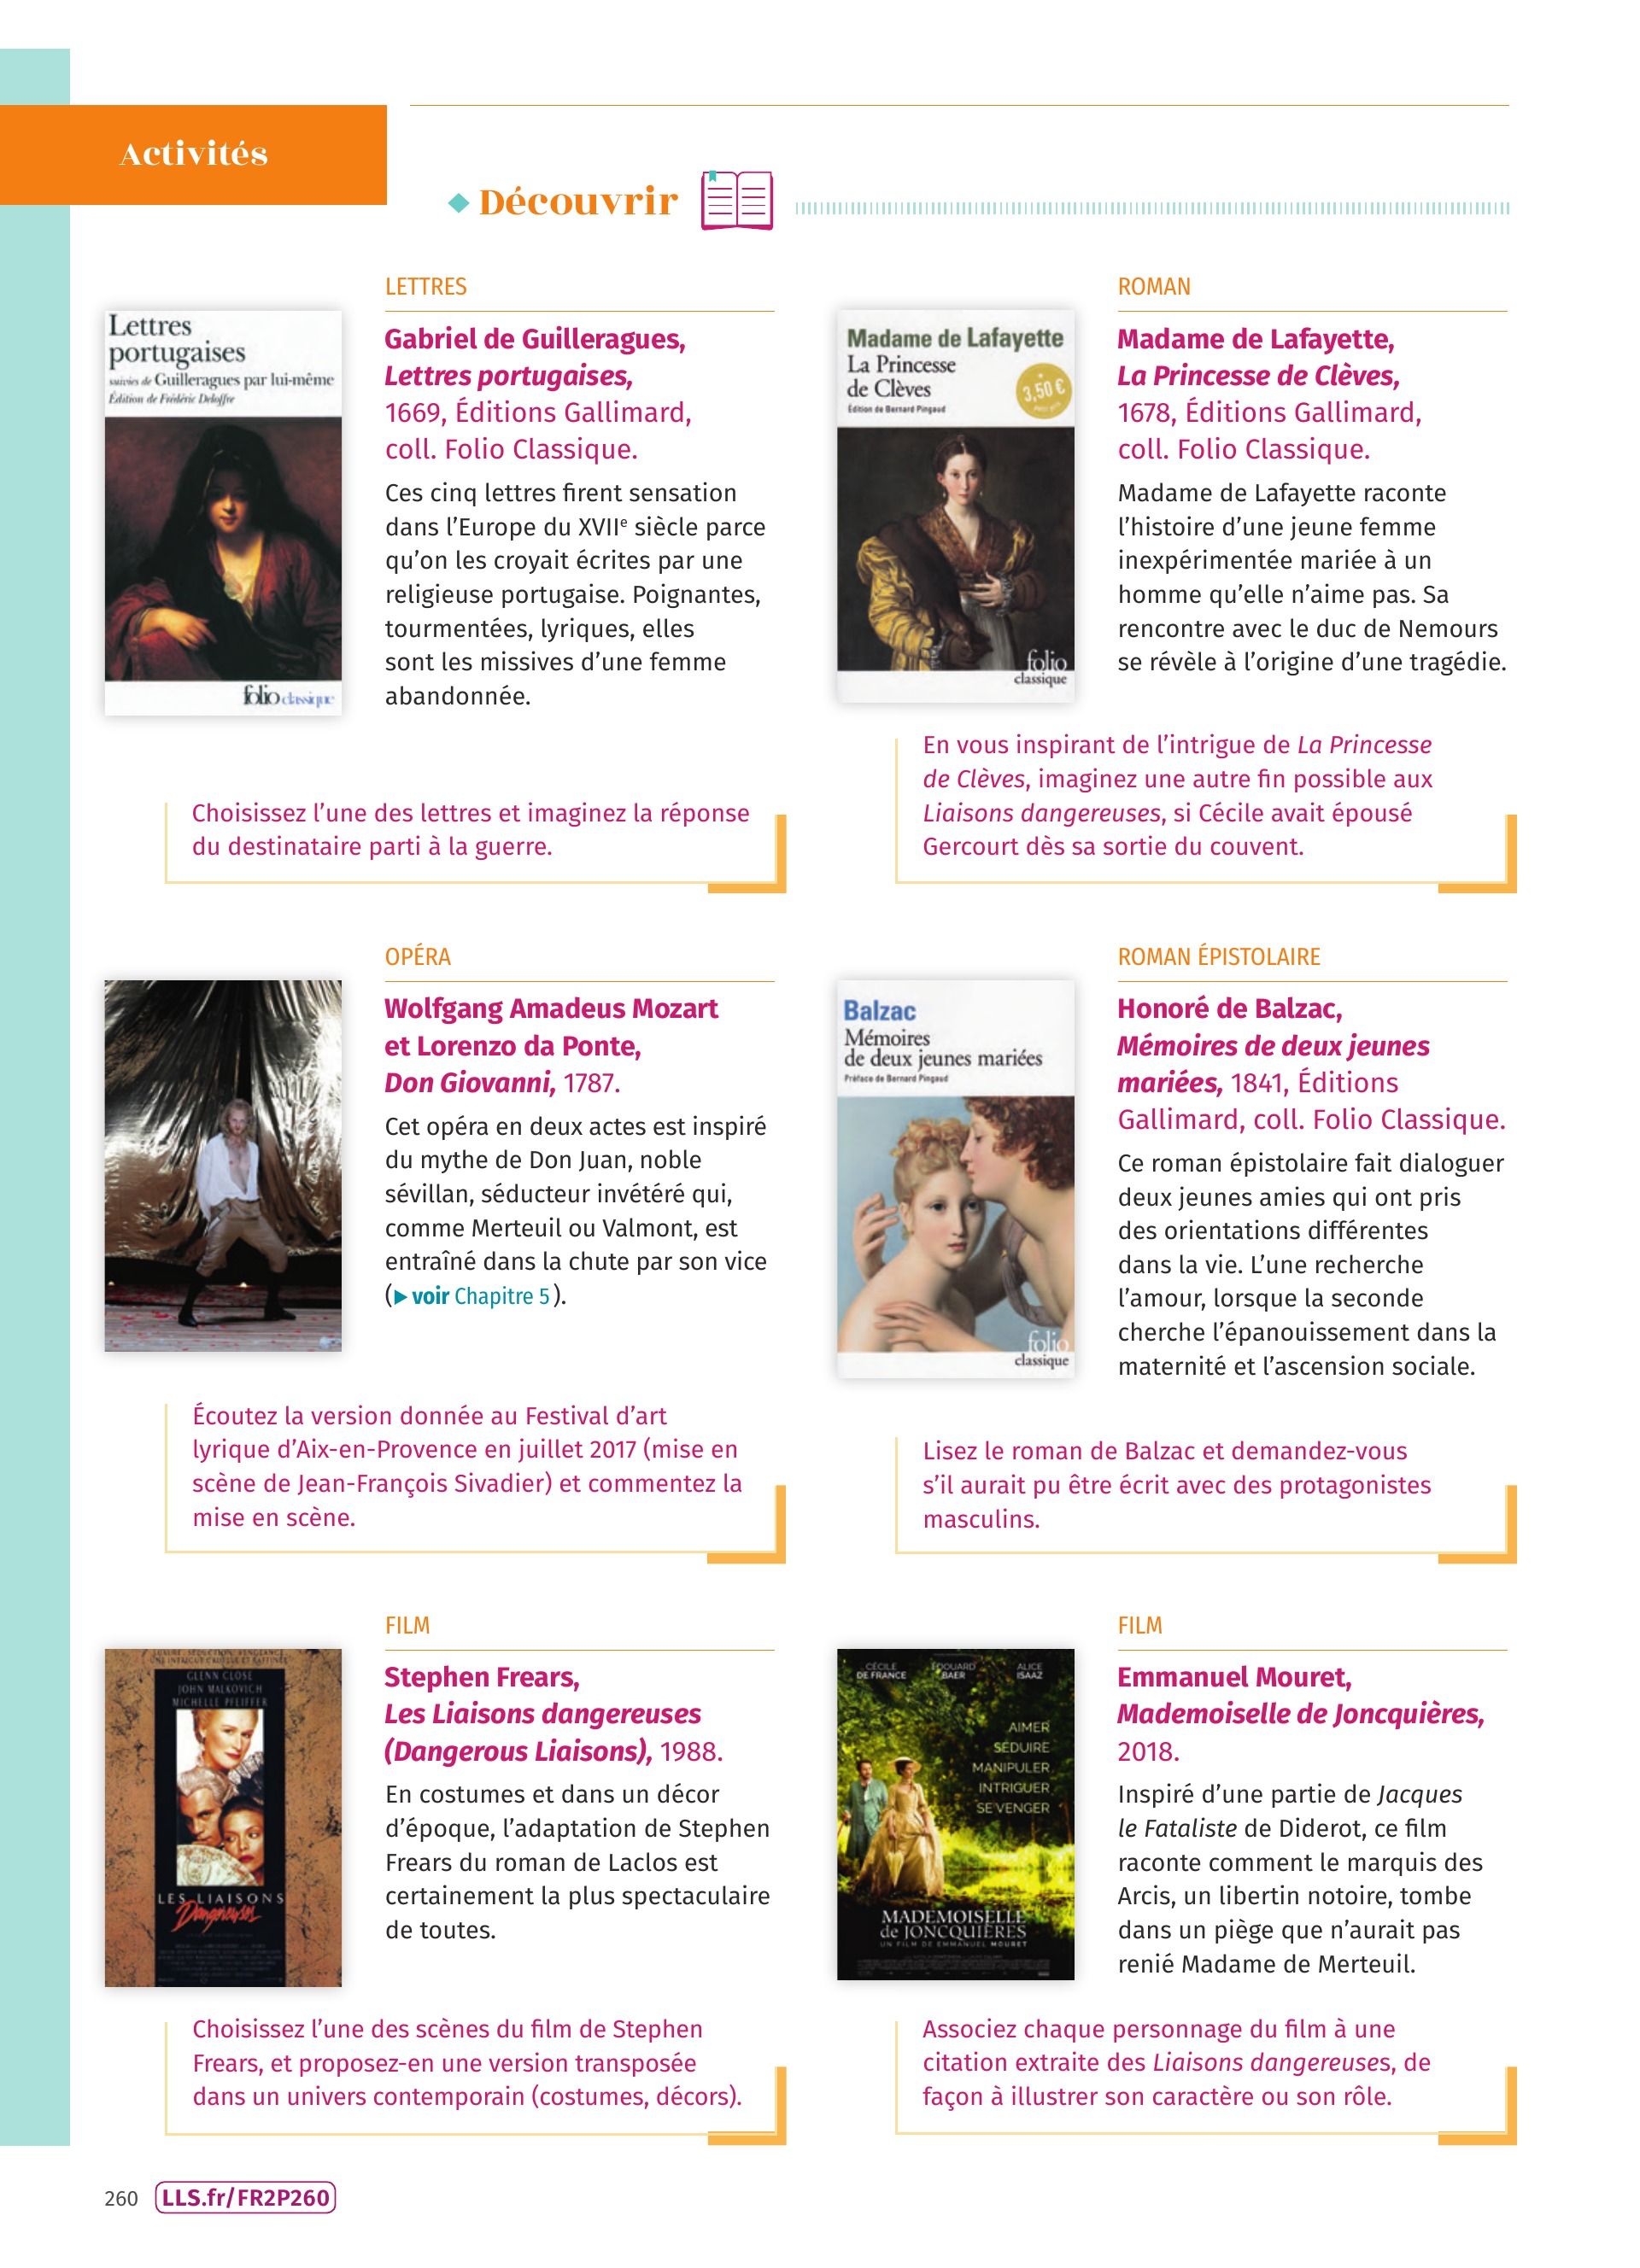 Activités
Découvrir
LETTRES
Lettres
portugaises
suivies de Guilleragues par lui-même
Édition de Frédéric Deloffre
folio classique
Gabriel de Guilleragues,
Lettres portugaises,
1669, Éditions Gallimard,
coll. Folio Classique.
Ces cinq lettres firent sensation
dans l’Europe du XVIIe siècle parce
qu’on les croyait écrites par une
religieuse portugaise. Poignantes,
tourmentées, lyriques, elles
sont les missives d’une femme
abandonnée.
Choisissez l’une des lettres et imaginez la réponse
du destinataire parti à la guerre.
ROMAN
Madame de Lafayette
La Princesse
de Clèves
Édition de Bernard Pingaud
3,50 €
folio
classique
Madame de Lafayette,
La Princesse de Clèves,
1678, Éditions Gallimard,
coll. Folio Classique.
Madame de Lafayette raconte
l’histoire d’une jeune femme
inexpérimentée mariée à un
homme qu’elle n’aime pas. Sa
rencontre avec le duc de Nemours
se révèle à l’origine d’une tragédie.
En vous inspirant de l’intrigue de La Princesse
de Clèves, imaginez une autre fin possible aux
Liaisons dangereuses, si Cécile avait épousé
Gercourt dès sa sortie du couvent.
OPÉRA
Wolfgang Amadeus Mozart
et Lorenzo da Ponte,
Don Giovanni, 1787.
Cet opéra en deux actes est inspiré
du mythe de Don Juan, noble
sévillan, séducteur invétéré qui,
comme Merteuil ou Valmont, est
entraîné dans la chute par son vice
(▶ voir Chapitre 5).
Écoutez la version donnée au Festival d’art
lyrique d’Aix-en-Provence en juillet 2017 (mise en
scène de Jean-François Sivadier) et commentez la
mise en scène.
ROMAN ÉPISTOLAIRE
Balzac
Mémoires
de deux jeunes mariées
Préface de Bernard Pingaud
folio
classique
Honoré de Balzac,
Mémoires de deux jeunes
mariées, 1841, Éditions
Gallimard, coll. Folio Classique.
Ce roman épistolaire fait dialoguer
deux jeunes amies qui ont pris
des orientations différentes
dans la vie. L’une recherche
l’amour, lorsque la seconde
cherche l’épanouissement dans la
maternité et l’ascension sociale.
Lisez le roman de Balzac et demandez-vous
s’il aurait pu être écrit avec des protagonistes
masculins.
FILM
GLENN CLOSE
JOHN MALKOVICH
MICHELLE PFEIFFER
LES LIAISONS
Dangereuses
Stephen Frears,
Les Liaisons dangereuses
(Dangerous Liaisons), 1988.
En costumes et dans un décor
d’époque, l’adaptation de Stephen
Frears du roman de Laclos est
certainement la plus spectaculaire
de toutes.
Choisissez l’une des scènes du film de Stephen
Frears, et proposez-en une version transposée
dans un univers contemporain (costumes, décors).
FILM
CÉCILE DE FRANCE
ÉDOUARD BAER
ALICE ISAAZ
AIMER
SÉDUIRE
MANIPULER
INTRIGUER
SE VENGER
MADEMOISELLE
de JONCQUIÈRES
UN FILM DE EMMANUEL MOURET
Emmanuel Mouret,
Mademoiselle de Joncquières,
2018.
Inspiré d’une partie de Jacques
le Fataliste de Diderot, ce film
raconte comment le marquis des
Arcis, un libertin notoire, tombe
dans un piège que n’aurait pas
renié Madame de Merteuil.
Associez chaque personnage du film à une
citation extraite des Liaisons dangereuses, de
façon à illustrer son caractère ou son rôle.
260
LLS.fr/FR2P260